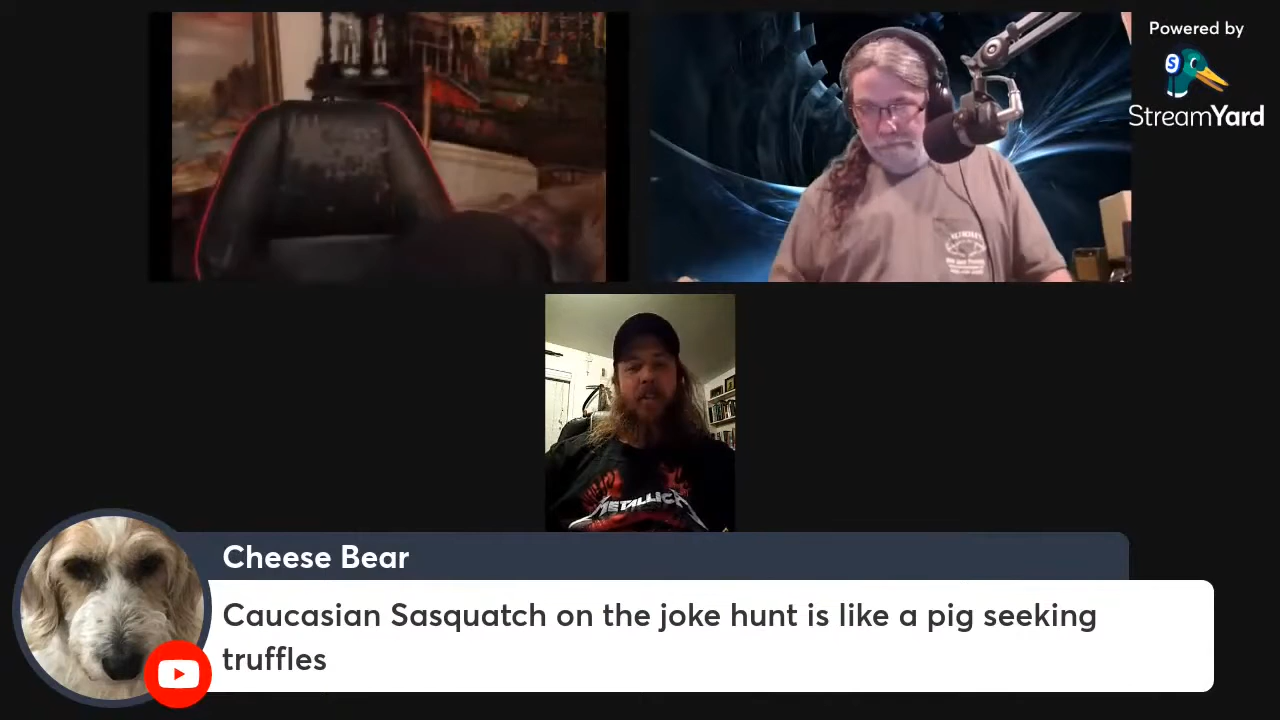 Powered by
StreamYard
METALLICA
Cheese Bear
Caucasian Sasquatch on the joke hunt is like a pig seeking
truffles